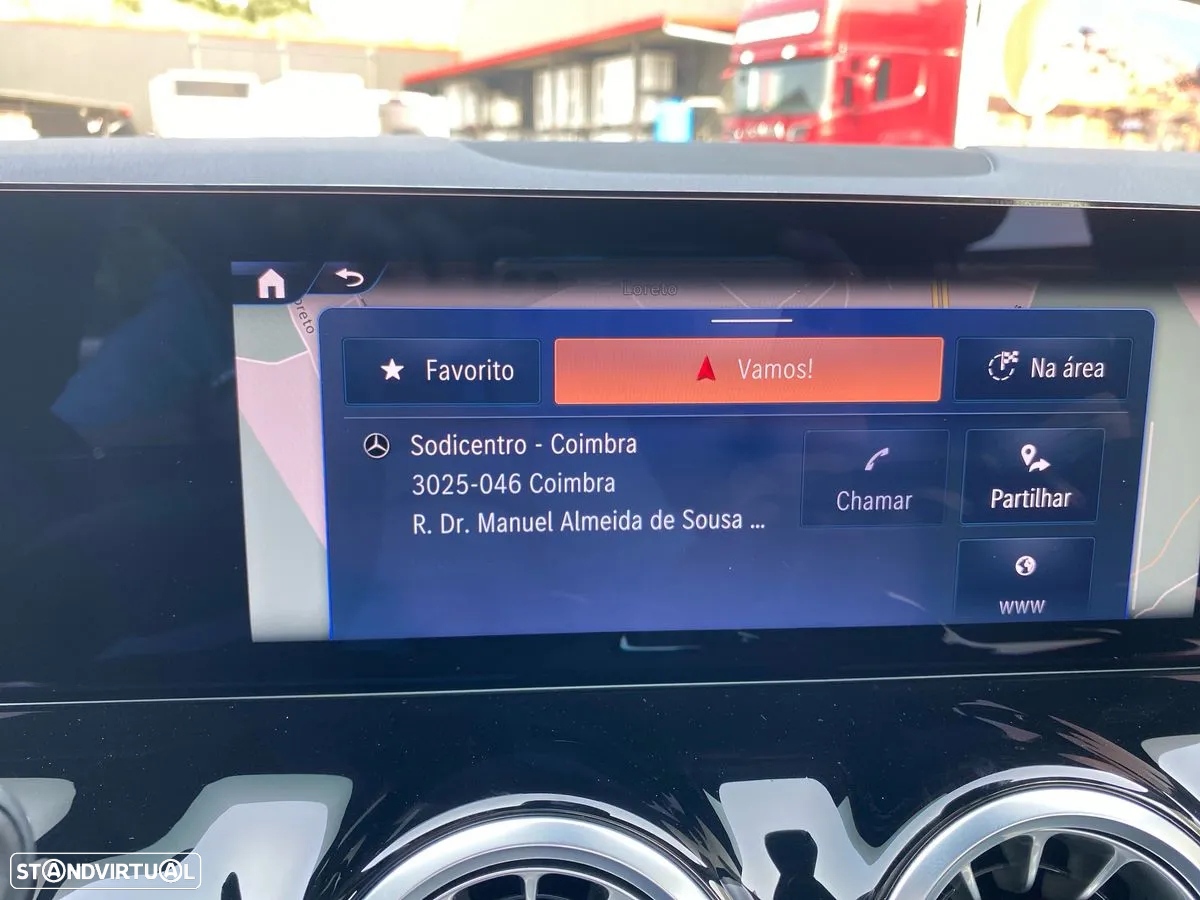 Loreto
oreto
Favorito
Vamos!
Na área
Sodicentro - Coimbra
3025-046 Coimbra
R. Dr. Manuel Almeida de Sousa ...
Chamar
Partilhar
www
STANDVIRTUAL